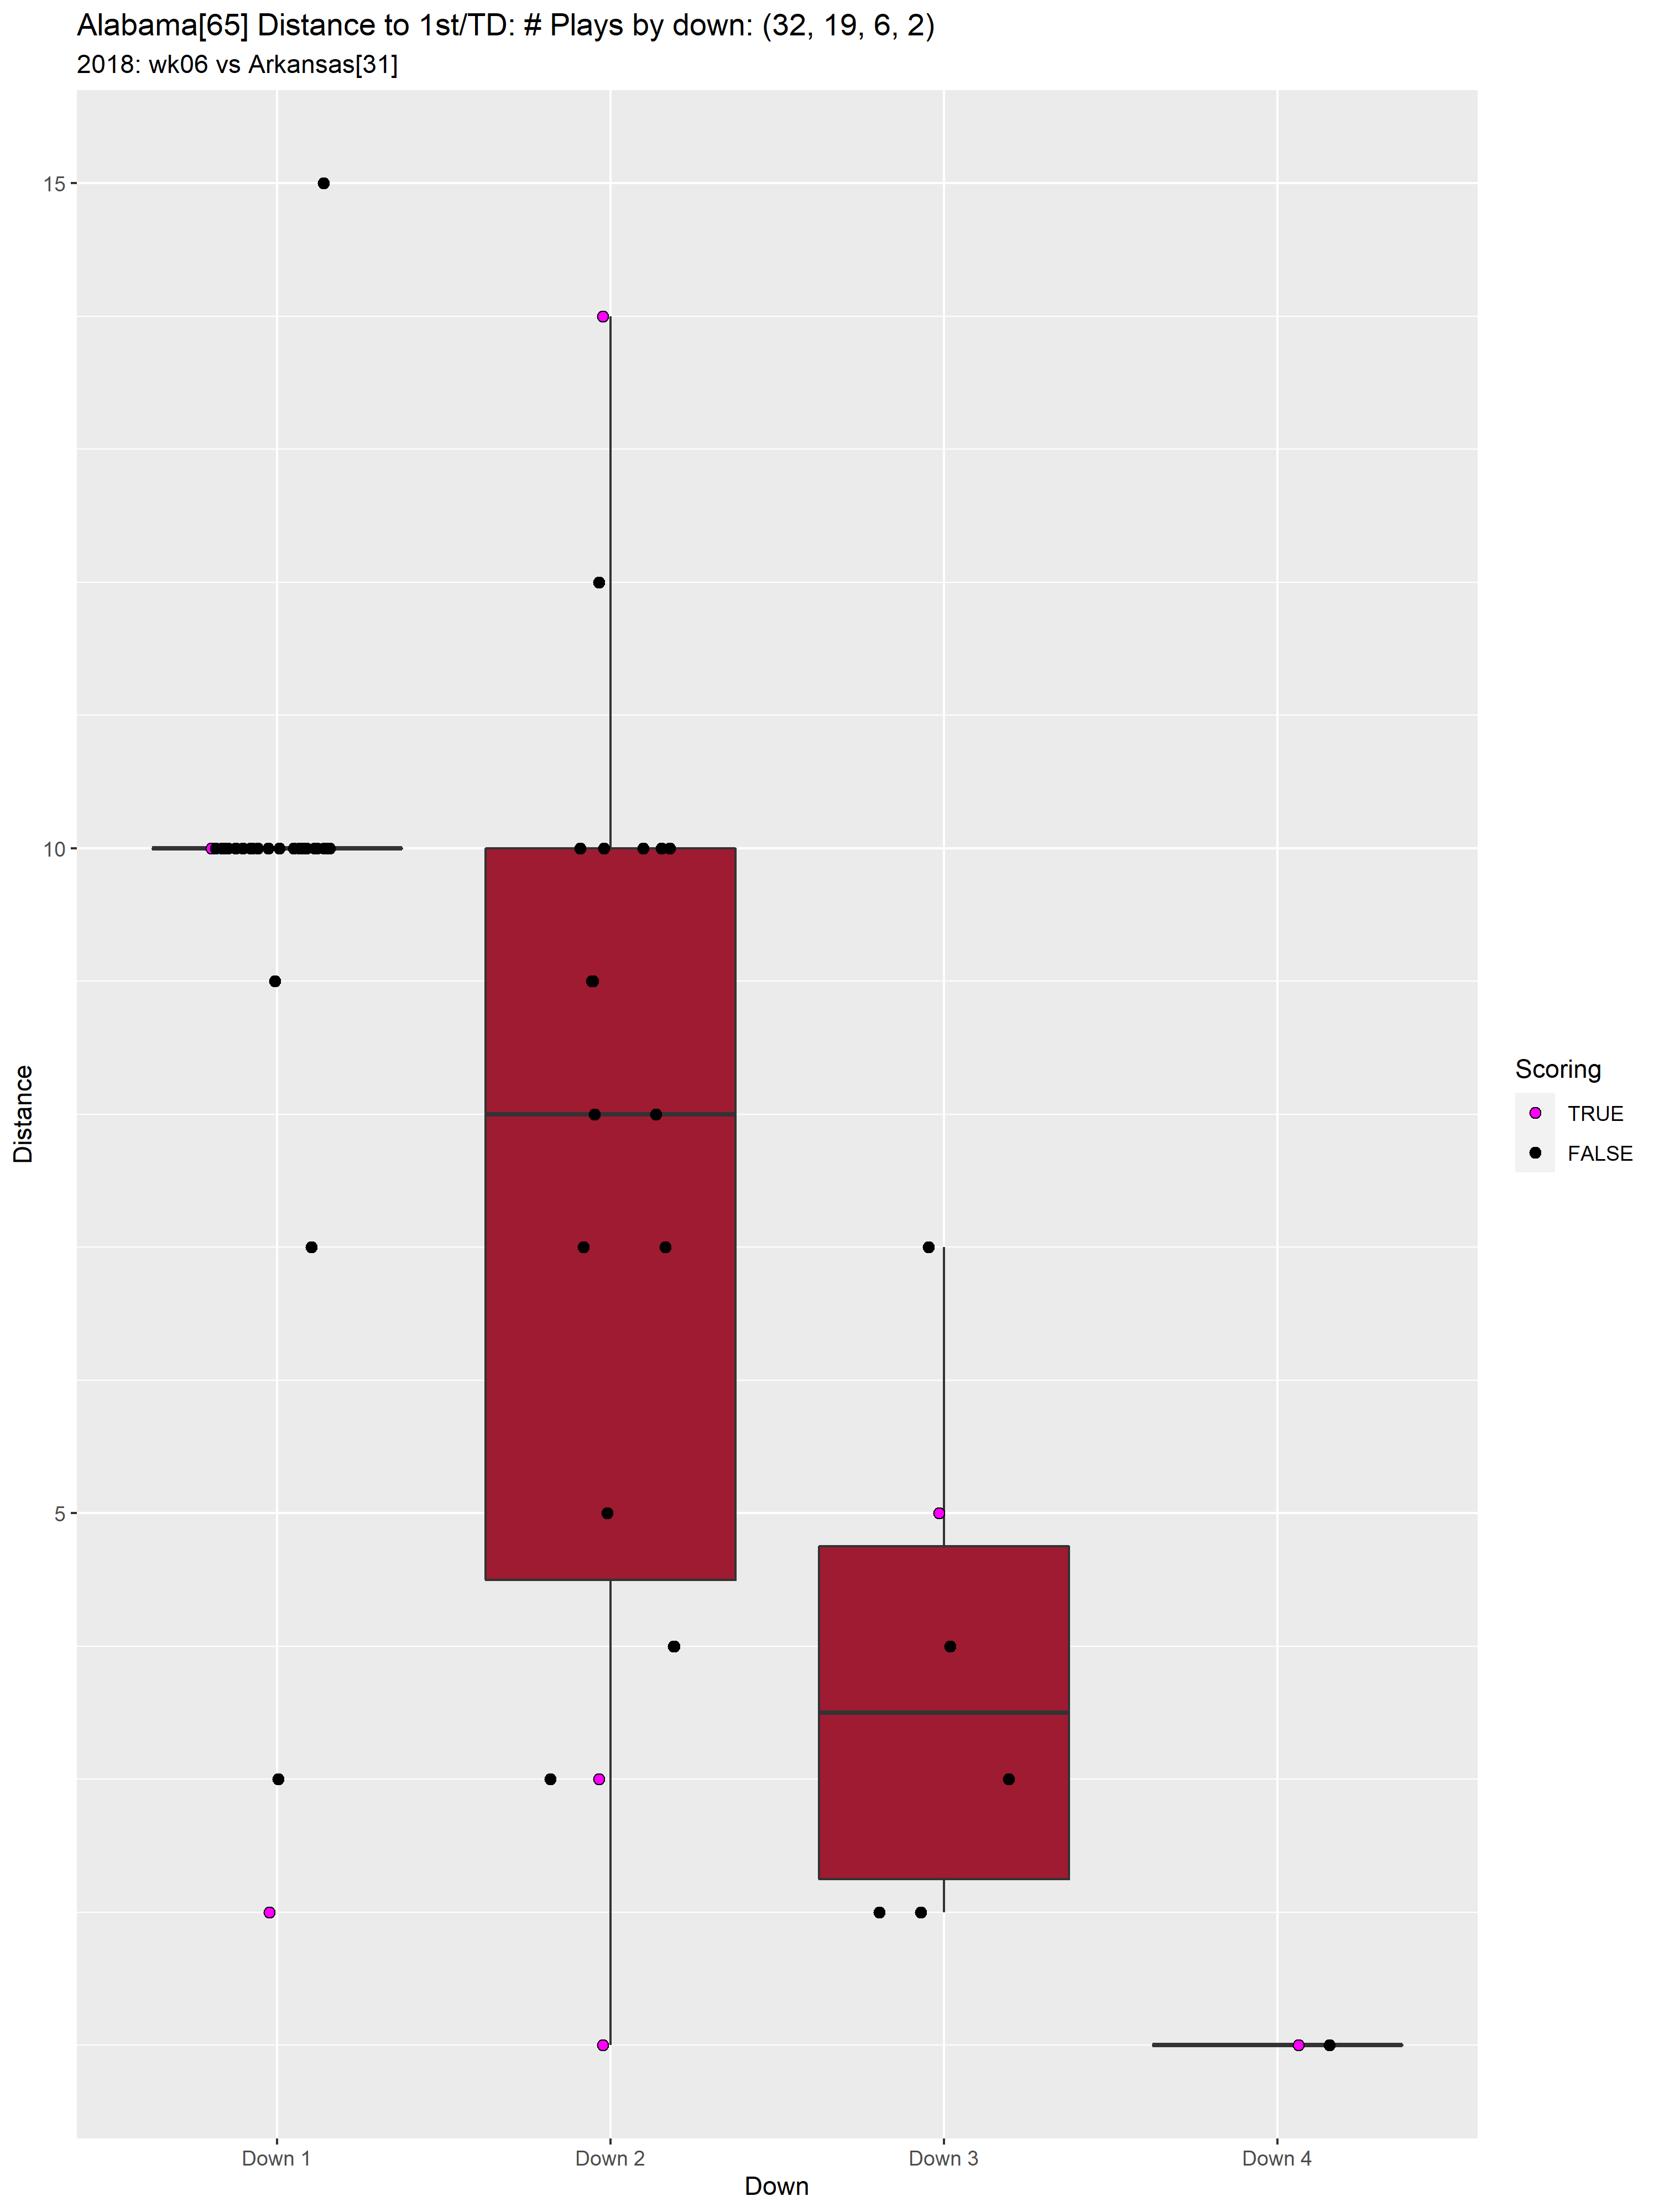 Alabama[65] Distance to 1st/TD: # Plays by down: (32, 19, 6, 2)
2018: wk06 vs Arkansas[31]
15
10
5
Distance
Down 1
Down 2
Down 3
Down 4
Down
Scoring
TRUE
FALSE